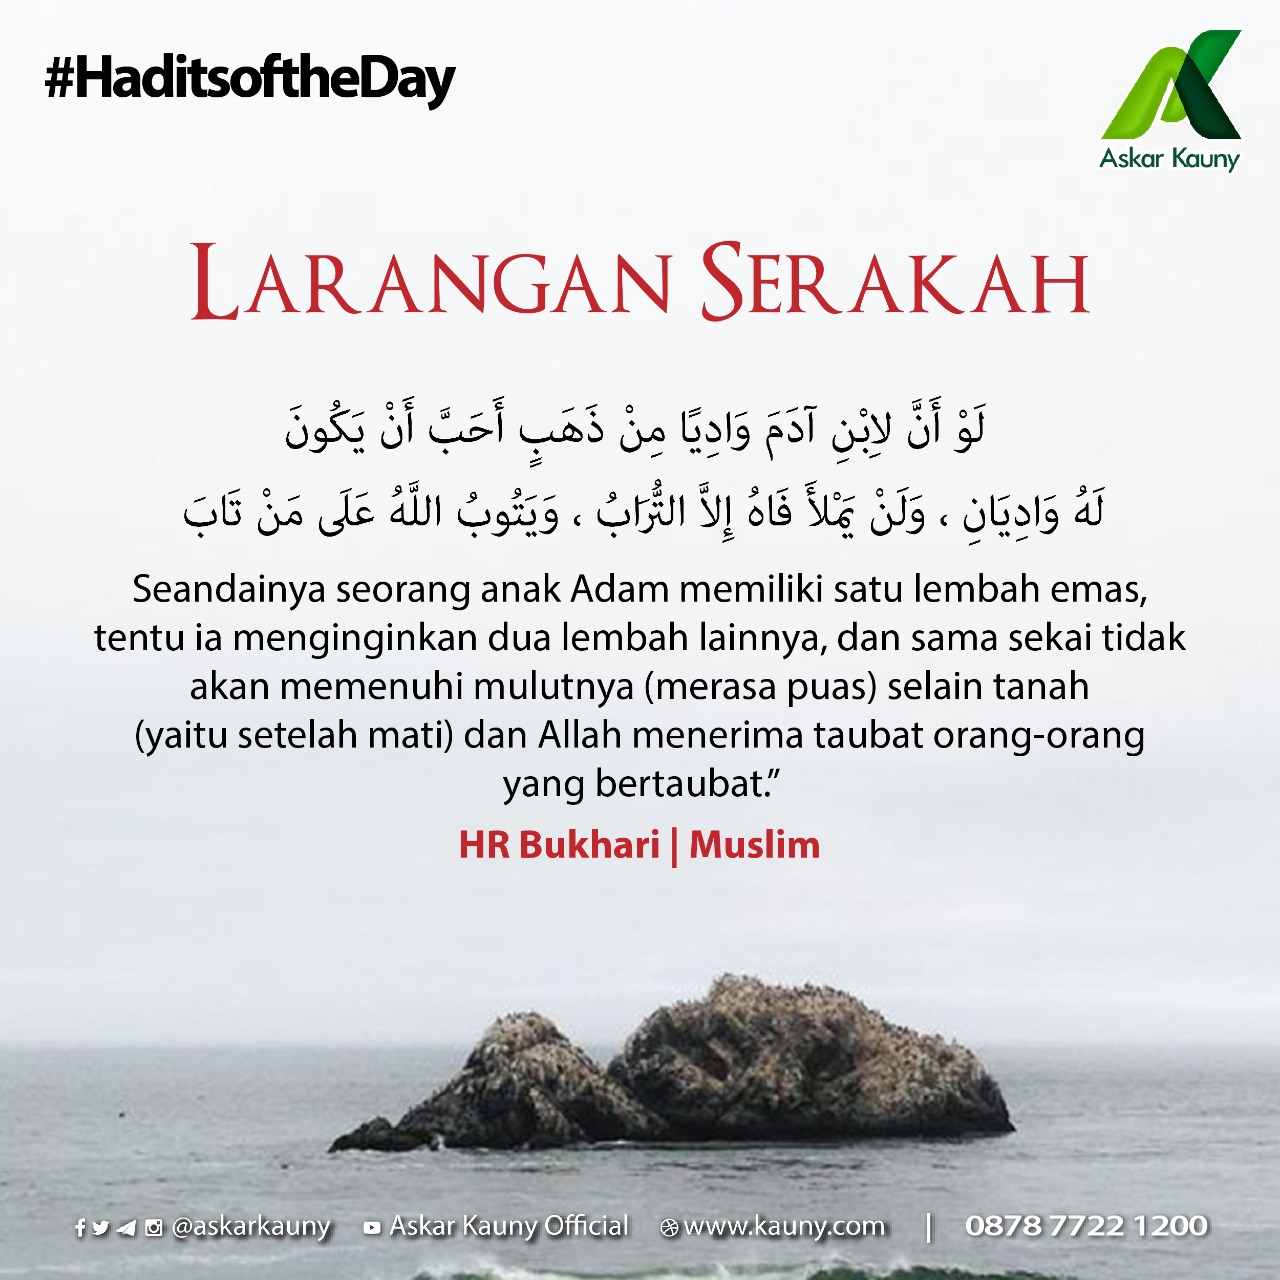 #HaditsoftheDay
Askar Kauny
LARANGAN SERAKAH
لَوْ أَنَّ لاِبْنِ آدَمَ وَادِيًا مِنْ ذَهَبٍ أَحَبَّ أَنْ يَكُونَ
لَهُ وَادِيَانِ ، وَلَنْ يَمْلأَ فَاهُ إِلاَّ التُّرَابُ ، وَيَتُوبُ اللَّهُ عَلَى مَنْ تَابَ
Seandainya seorang anak Adam memiliki satu lembah emas,
tentu ia menginginkan dua lembah lainnya, dan sama sekai tidak
akan memenuhi mulutnya (merasa puas) selain tanah
(yaitu setelah mati) dan Allah menerima taubat orang-orang
yang bertaubat.”
HR Bukhari | Muslim
@askarkauny Askar Kauny Official www.kauny.com | 0878 7722 1200